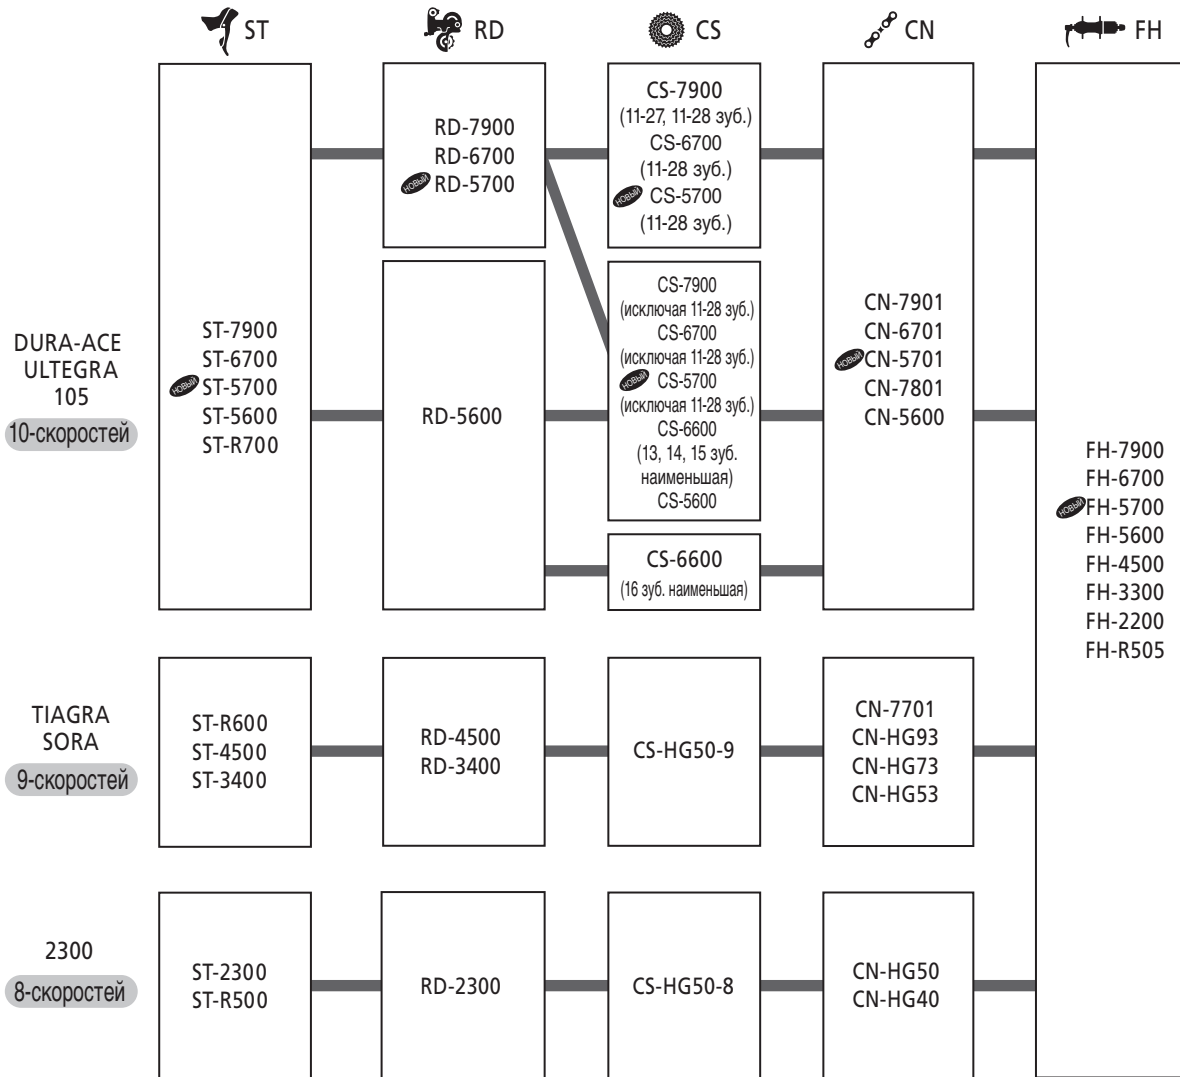 ST
RD
CS
CN
FH
DURA-ACE
ULTEGRA
105
10-скоростей
ST-7900
ST-6700
новый ST-5700
ST-5600
ST-R700
RD-7900
RD-6700
новый RD-5700
RD-5600
CS-7900
(11-27, 11-28 зуб.)
CS-6700
(11-28 зуб.)
новый CS-5700
(11-28 зуб.)
CS-7900
(исключая 11-28 зуб.)
CS-6700
(исключая 11-28 зуб.)
новый CS-5700
(исключая 11-28 зуб.)
CS-6600
(13, 14, 15 зуб.
наименьшая)
CS-5600
CS-6600
(16 зуб. наименьшая)
CN-7901
CN-6701
новый CN-5701
CN-7801
CN-5600
FH-7900
FH-6700
новый FH-5700
FH-5600
FH-4500
FH-3300
FH-2200
FH-R505
TIAGRA
SORA
9-скоростей
ST-R600
ST-4500
ST-3400
RD-4500
RD-3400
CS-HG50-9
CN-7701
CN-HG93
CN-HG73
CN-HG53
2300
8-скоростей
ST-2300
ST-R500
RD-2300
CS-HG50-8
CN-HG50
CN-HG40